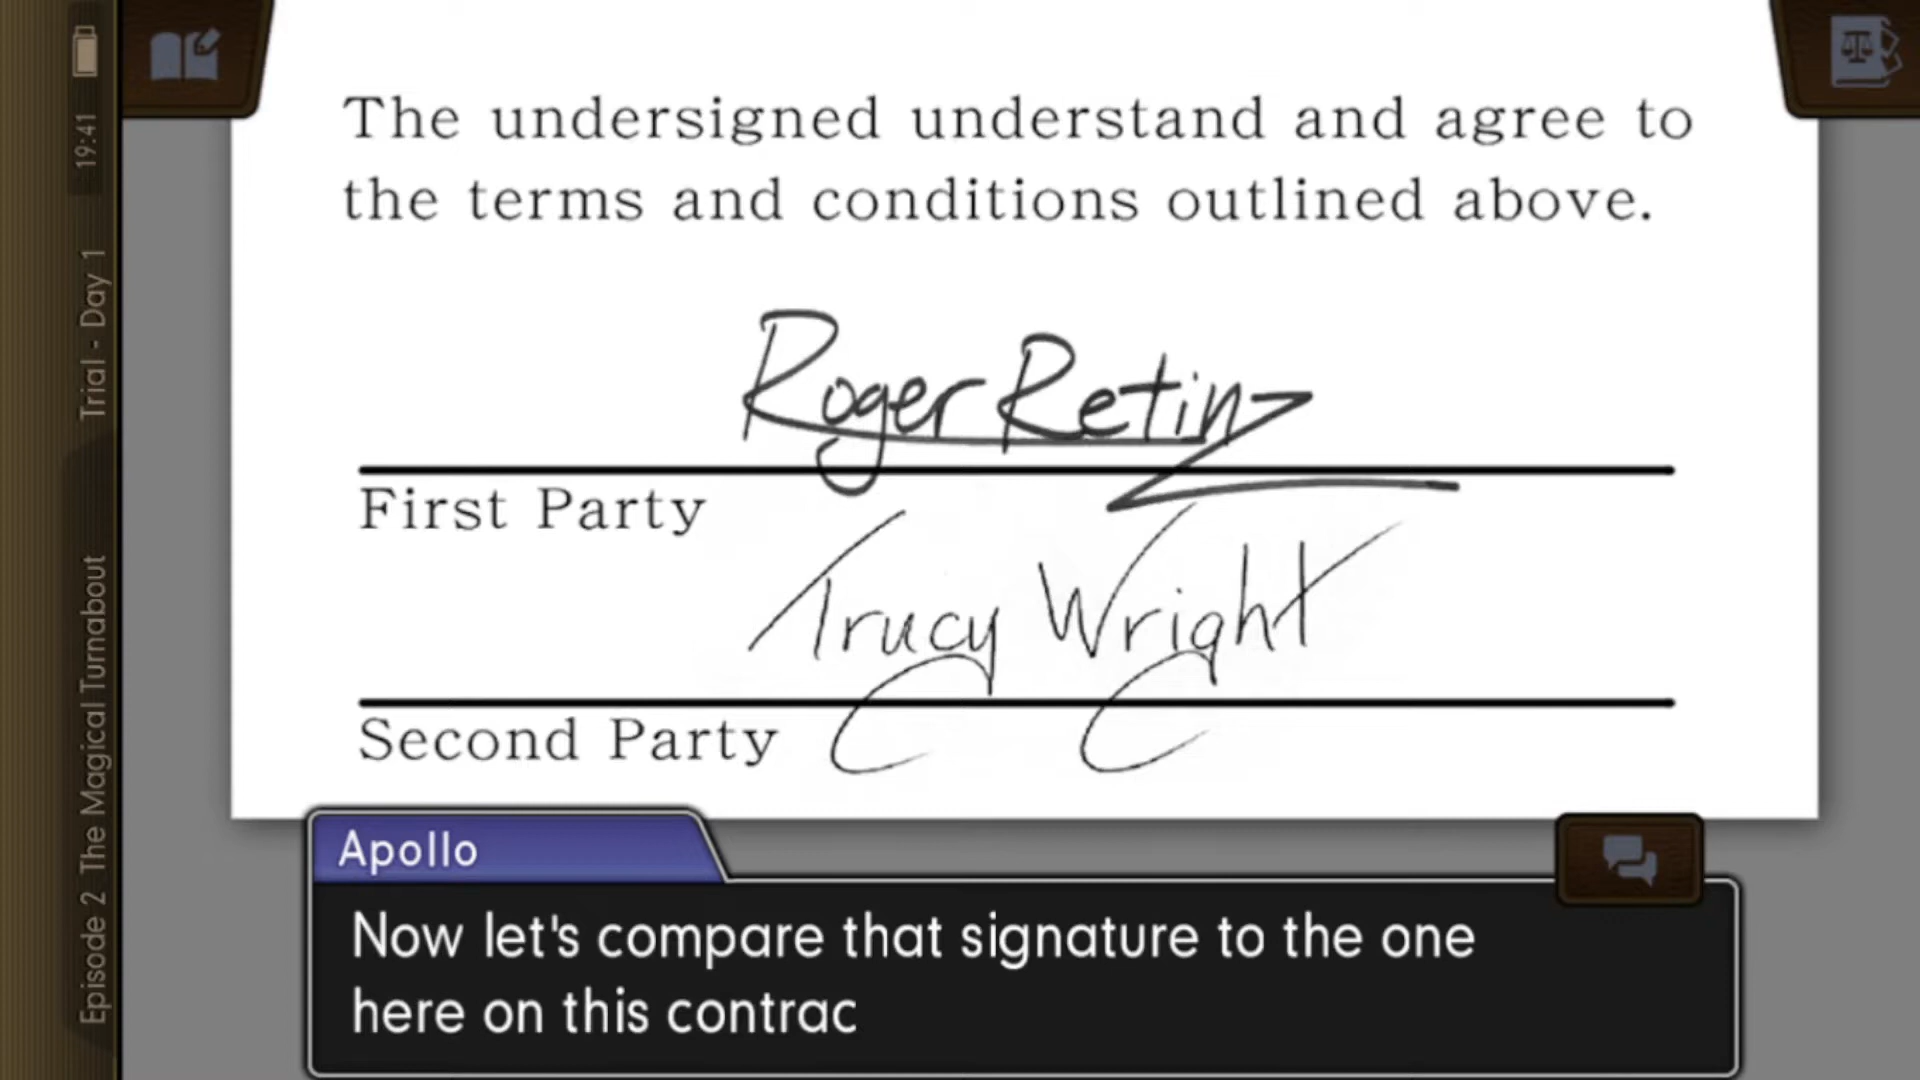 19:41
Trial - Day 1
Episode 2 The Magical Turnabout
The undersigned understand and agree to
the terms and conditions outlined above.
Roger Retinz
First Party
Trucy Wright
Second Party
Apollo
Now let's compare that signature to the one
here on this contrac